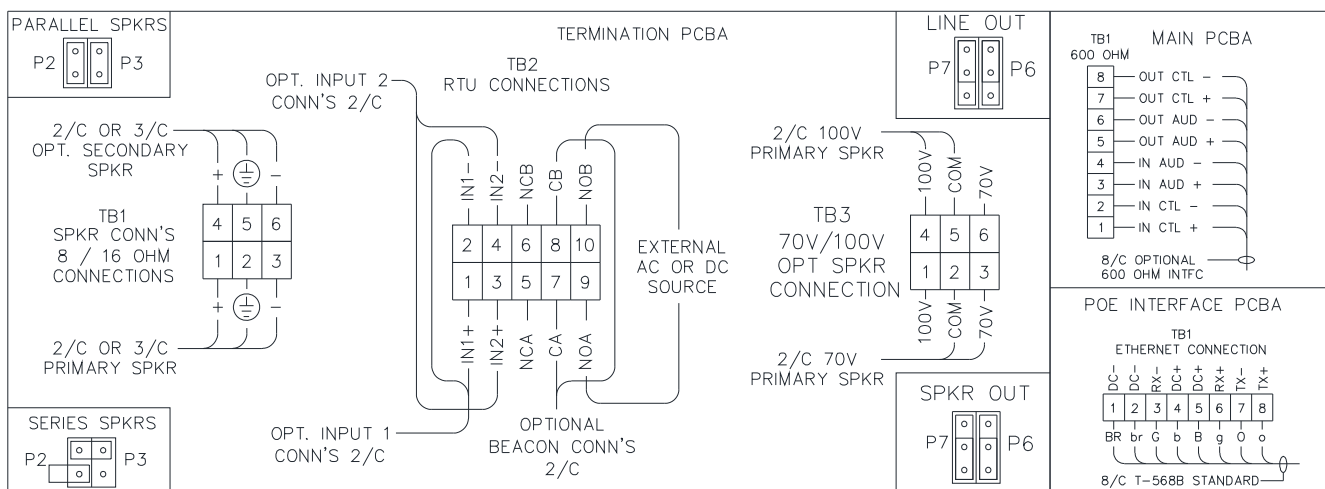 PARALLEL SPKRS
P2 P3
2/C OR 3/C
OPT. SECONDARY
SPKR
+ -
TB1
SPKR CONN'S
8 / 16 OHM
CONNECTIONS
4 5 6
1 2 3
+ -
2/C OR 3/C
PRIMARY SPKR
SERIES SPKRS
P2 P3
TERMINATION PCBA
TB2
RTU CONNECTIONS
OPT. INPUT 2
CONN'S 2/C
IN1- IN2- NCB CB NOB
2 4 6 8 10
1 3 5 7 9
IN1+ IN2+ NCA CA NOA
EXTERNAL
AC OR DC
SOURCE
OPT. INPUT 1
CONN'S 2/C
OPTIONAL
BEACON CONN'S
2/C
LINE OUT
P7 P6
2/C 100V
PRIMARY SPKR
100V COM 70V
TB3
70V/100V
OPT SPKR
CONNECTION
4 5 6
1 2 3
100V COM 70V
2/C 70V
PRIMARY SPKR
SPKR OUT
P7 P6
MAIN PCBA
TB1
600 OHM
8 OUT CTL -
7 OUT CTL +
6 OUT AUD -
5 OUT AUD +
4 IN AUD -
3 IN AUD +
2 IN CTL -
1 IN CTL +
8/C OPTIONAL
600 OHM INTFC
POE INTERFACE PCBA
TB1
ETHERNET CONNECTION
DC- DC- RX- DC+ DC+ RX+ TX- TX+
1 2 3 4 5 6 7 8
BR br G b B g O o
8/C T-568B STANDARD